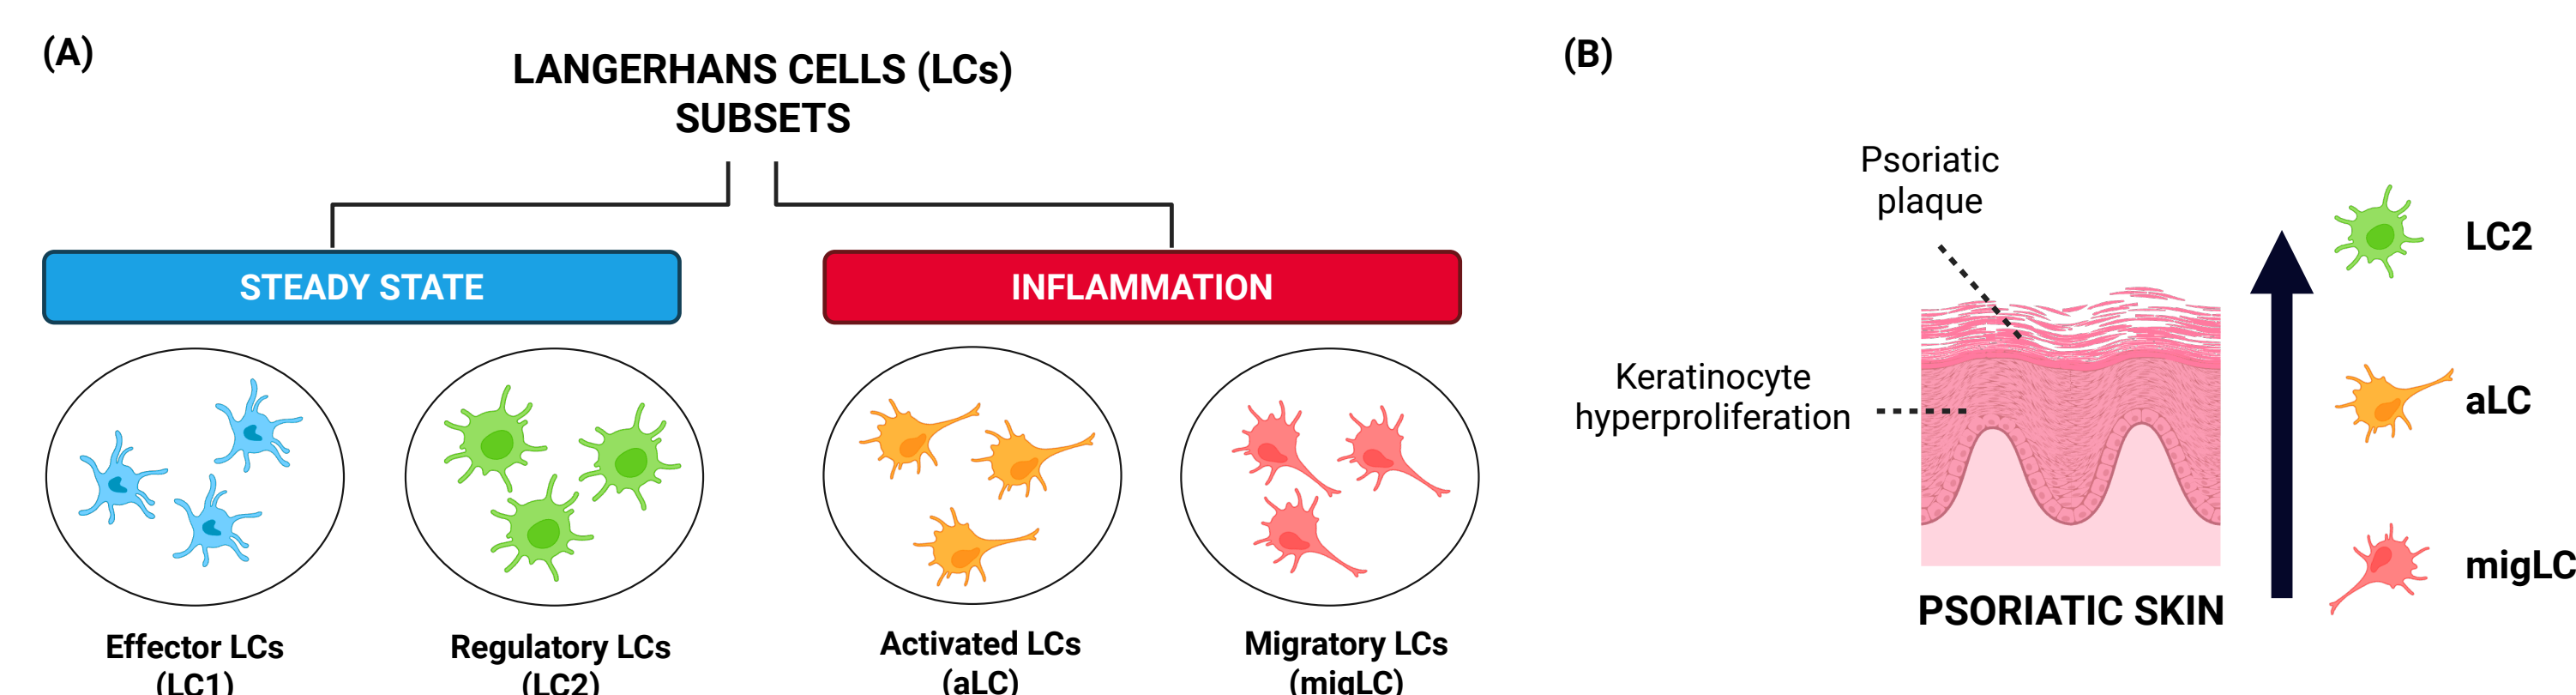 (A)
LANGERHANS CELLS (LCs)
SUBSETS
STEADY STATE
INFLAMMATION
Effector LCs
(LC1)
Regulatory LCs
(LC2)
Activated LCs
(aLC)
Migratory LCs
(migLC)
(B)
Psoriatic
plaque
Keratinocyte
hyperproliferation
PSORIATIC SKIN
LC2
aLC
migLC